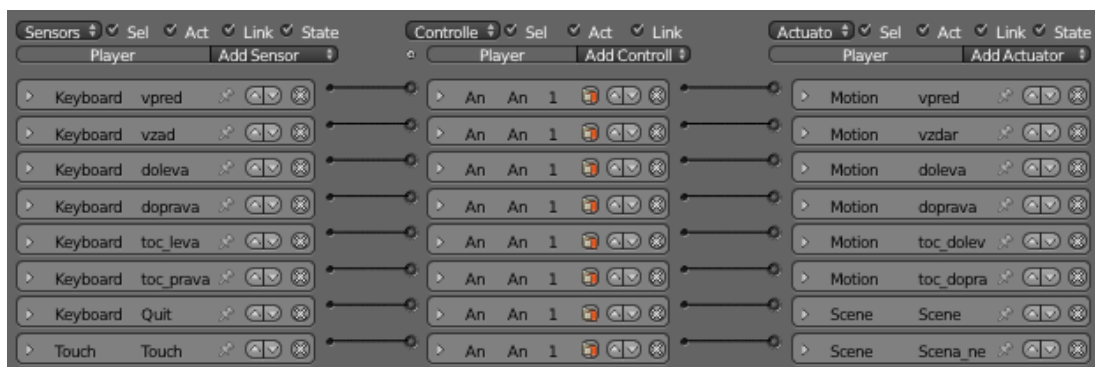 Sensors Sel Act Link State Controlle Sel Act Link Actuato Sel Act Link State
Player Add Sensor Player Add Controll Player Add Actuator
Keyboard vpred An An 1 Motion vpred
Keyboard vzad An An 1 Motion vzdar
Keyboard doleva An An 1 Motion doleva
Keyboard doprava An An 1 Motion doprava
Keyboard toc_leva An An 1 Motion toc_dolev
Keyboard toc_prava An An 1 Motion toc_dopra
Keyboard Quit An An 1 Scene Scene
Touch Touch An An 1 Scene Scena_ne